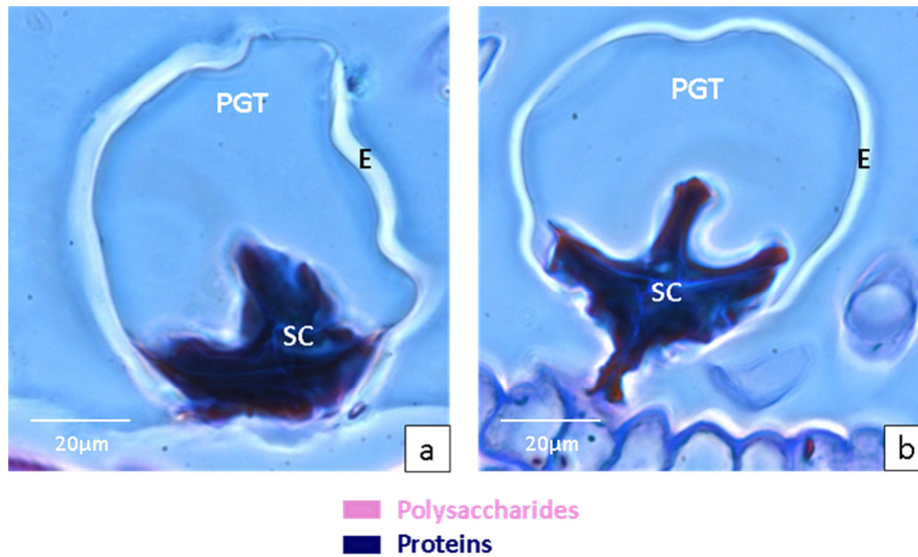 PGT
E
SC
20µm
a
PGT
E
SC
20µm
b
Polysaccharides
Proteins